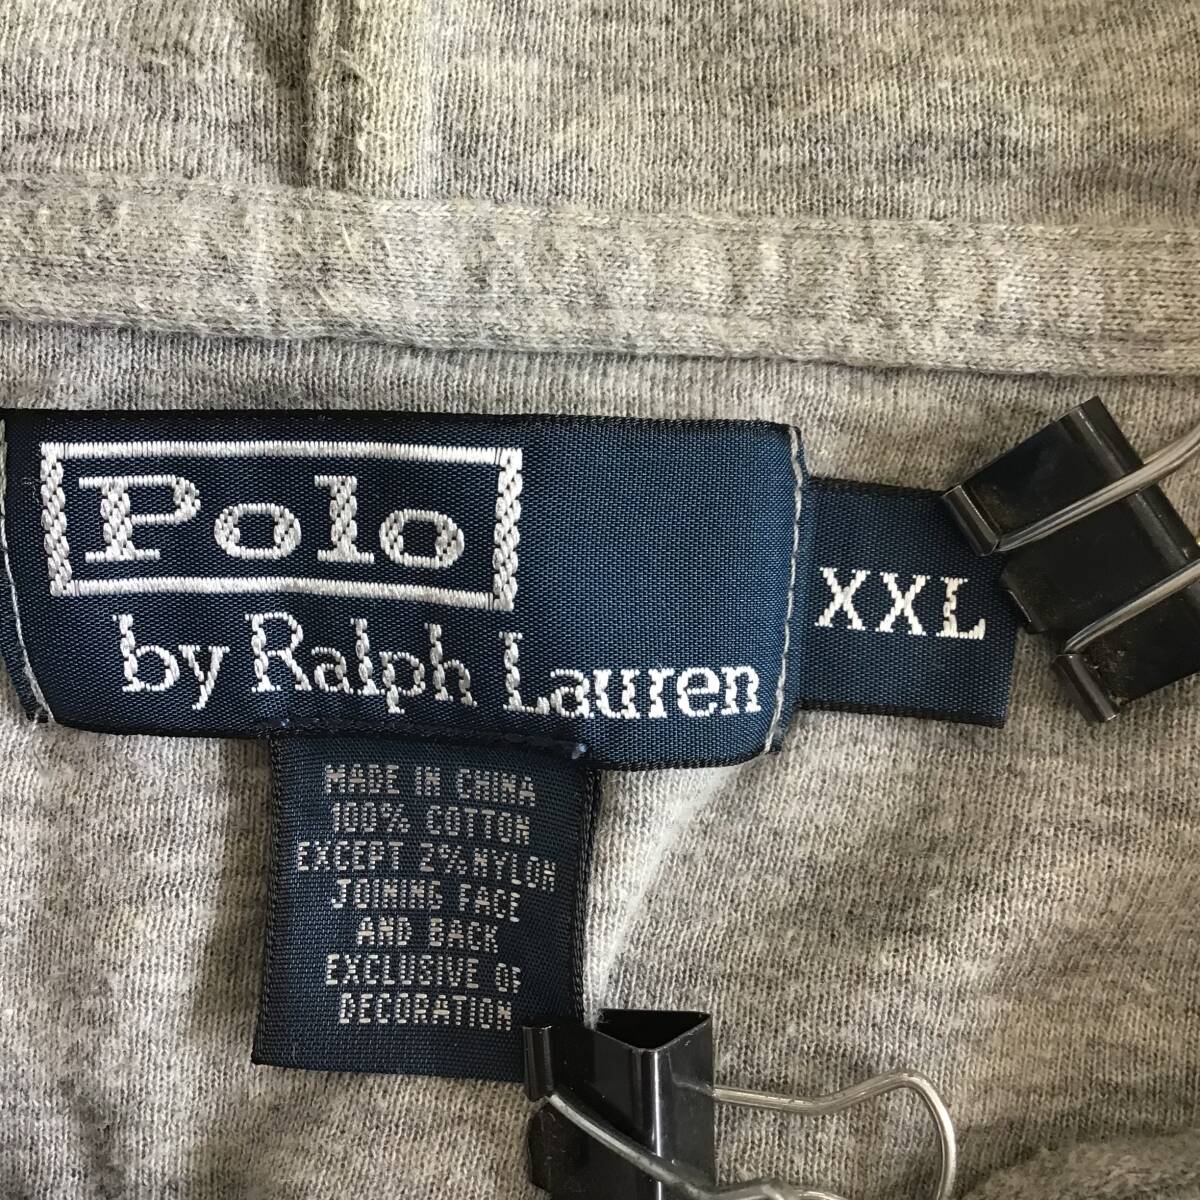 Polo
by Ralph Lauren
XXL
MADE IN CHINA
100% COTTON
EXCEPT 2% NYLON
JOINING FACE
AND BACK
EXCLUSIVE OF
DECORATION